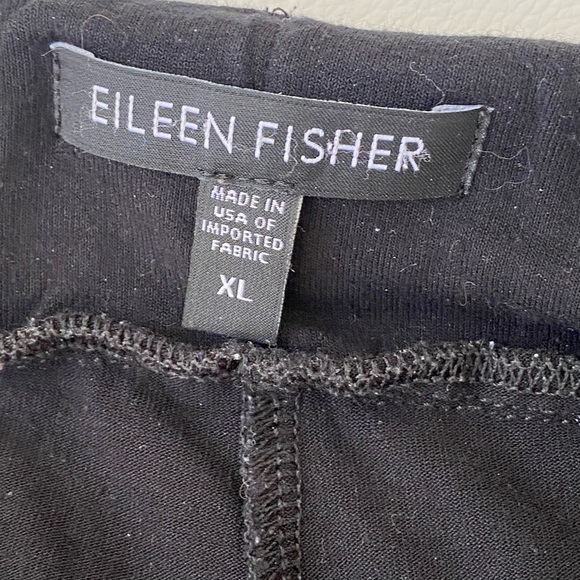 EILEEN FISHER
MADE IN
USA OF
IMPORTED
FABRIC
XL